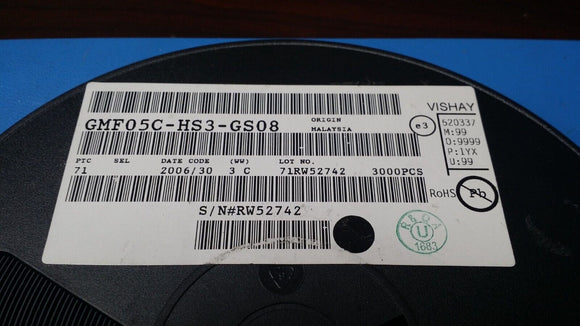 GMF05C-HS3-GS08
ORIGIN
MALAYSIA
e3
VISHAY
620337
M:99
O:9999
P:1YX
U:99
PTC SEL DATE CODE (WW) LOT NO.
71 2006/30 3 C 71RW52742 3000PCS
RoHS Pb
S/N#RW52742
U
1683